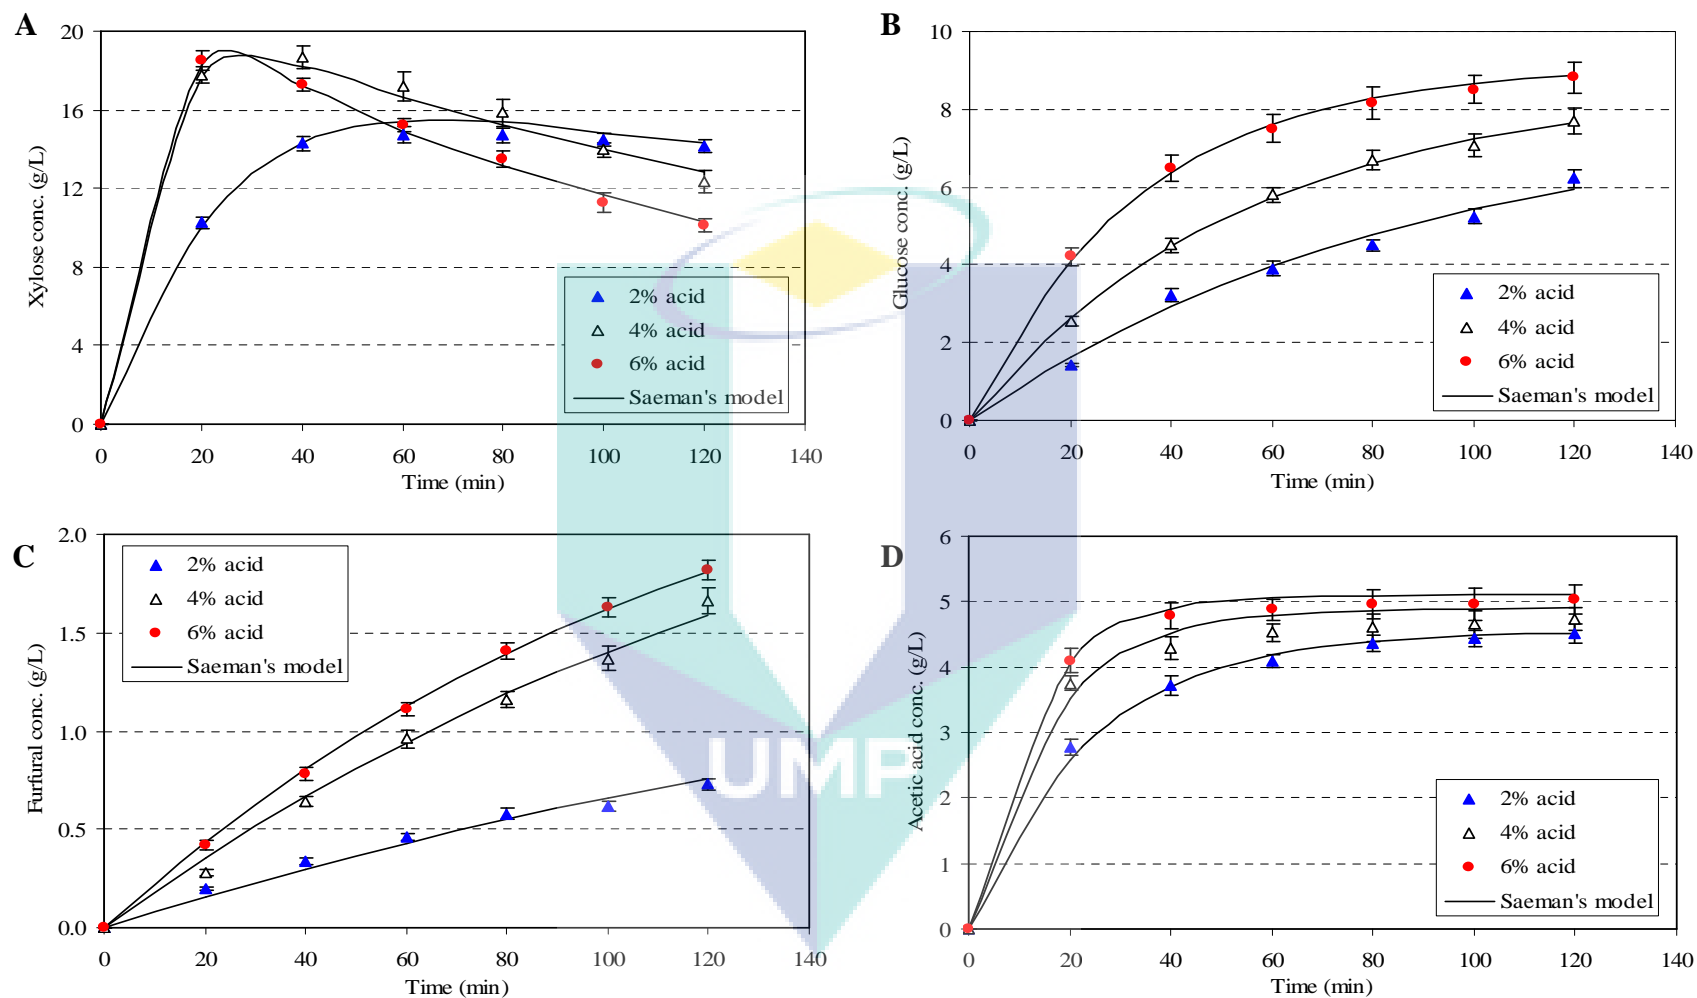 A
Xylose conc. (g/L)
20
16
12
8
4
0
2% acid
4% acid
6% acid
Saeman's model
0 20 40 60 80 100 120 140
Time (min)
B
Glucose conc. (g/L)
10
8
6
4
2
0
2% acid
4% acid
6% acid
Saeman's model
0 20 40 60 80 100 120 140
Time (min)
C
Furfural conc. (g/L)
2.0
1.5
1.0
0.5
0.0
2% acid
4% acid
6% acid
Saeman's model
0 20 40 60 80 100 120 140
Time (min)
D
Acetic acid conc. (g/L)
6
5
4
3
2
1
0
2% acid
4% acid
6% acid
Saeman's model
0 20 40 60 80 100 120 140
Time (min)
UMP